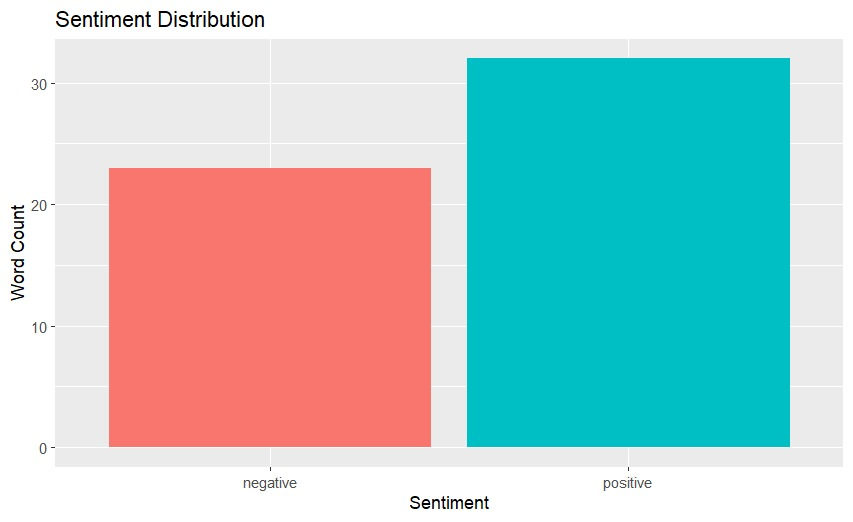 Sentiment Distribution
Word Count
30
20
10
0
negative positive
Sentiment